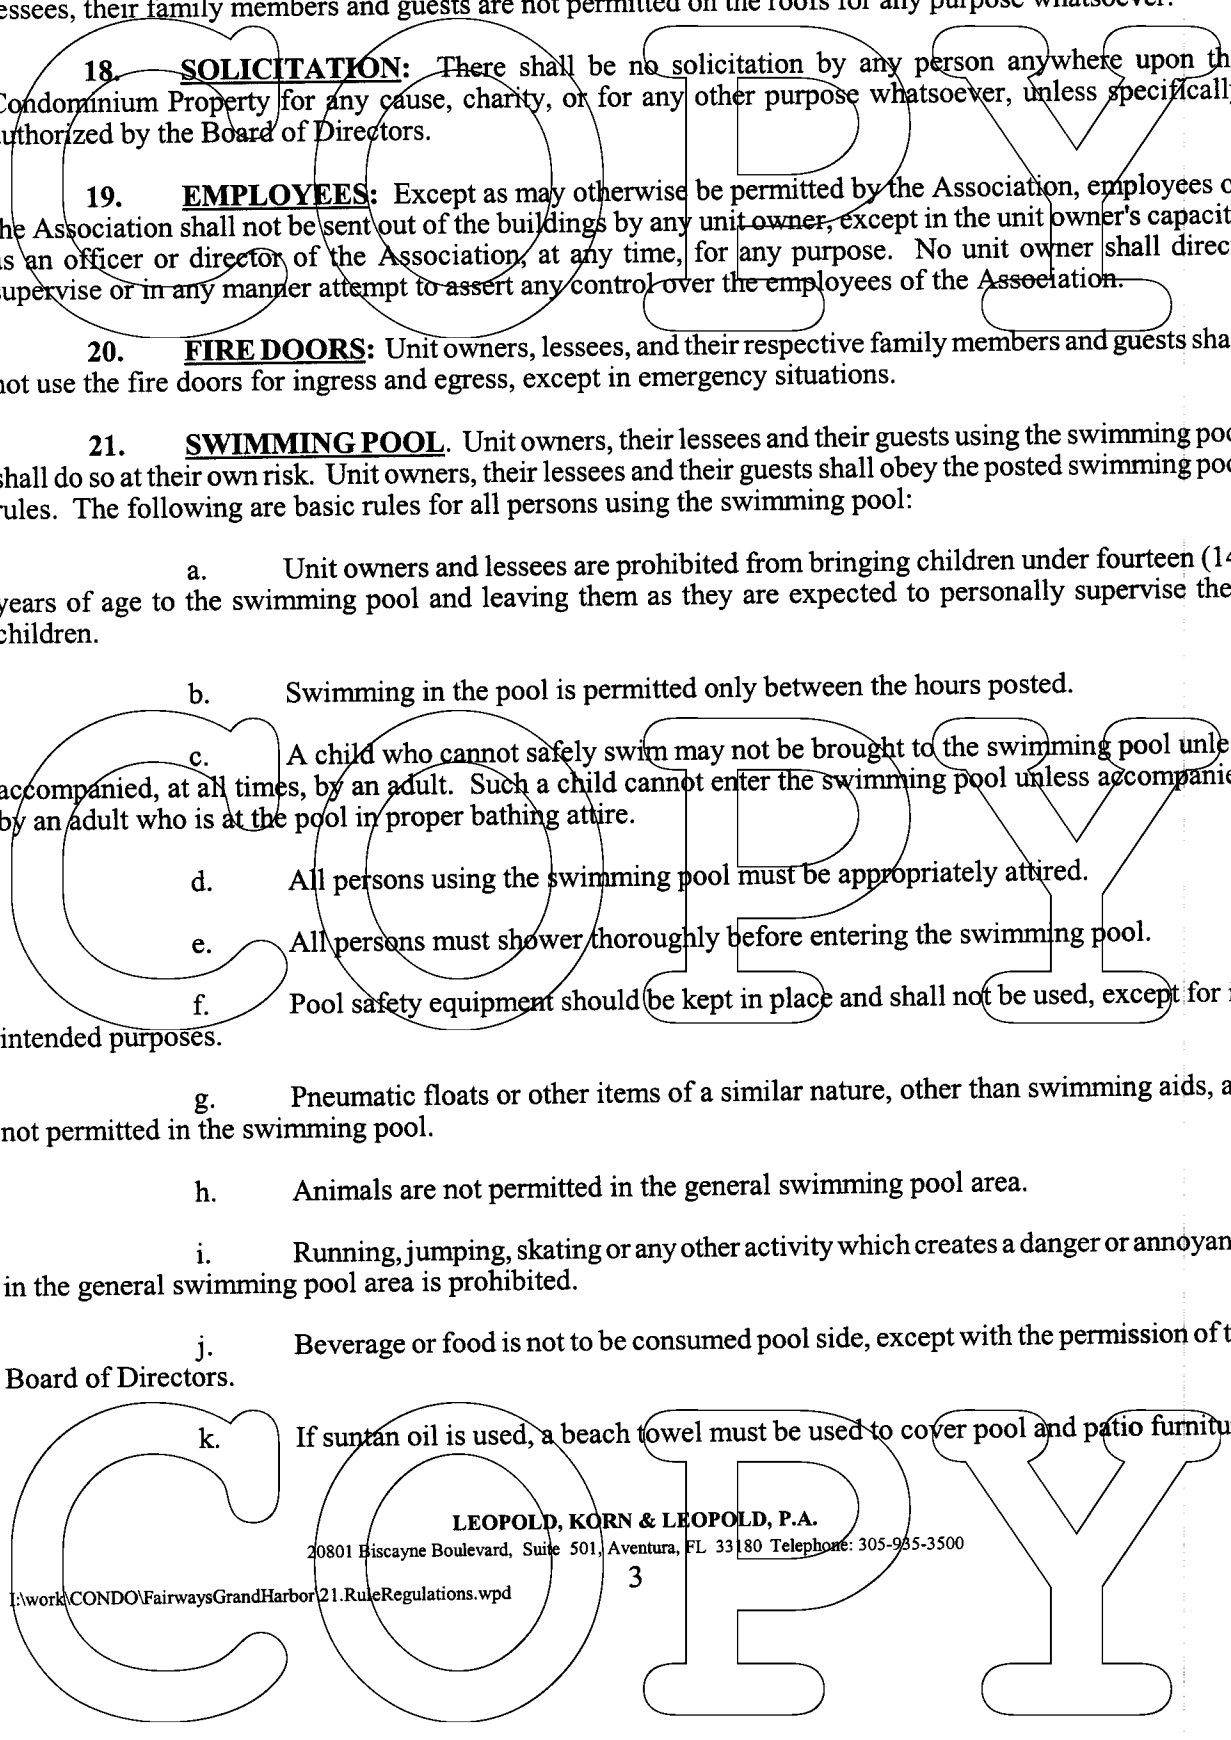 essees, their family members and guests are not permitted on the roofs for any purpose whatsoever.
18. SOLICITATION: There shall be no solicitation by any person anywhere upon th
Condominium Property for any cause, charity, or for any other purpose whatsoever, unless specificall
uthorized by the Board of Directors.
19. EMPLOYEES: Except as may otherwise be permitted by the Association, employees o
he Association shall not be sent out of the buildings by any unit owner, except in the unit owner's capacit
as an officer or director of the Association, at any time, for any purpose. No unit owner shall direc
supervise or in any manner attempt to assert any control over the employees of the Association.
20. FIRE DOORS: Unit owners, lessees, and their respective family members and guests sha
not use the fire doors for ingress and egress, except in emergency situations.
21. SWIMMING POOL. Unit owners, their lessees and their guests using the swimming poo
shall do so at their own risk. Unit owners, their lessees and their guests shall obey the posted swimming poo
rules. The following are basic rules for all persons using the swimming pool:
a. Unit owners and lessees are prohibited from bringing children under fourteen (14
years of age to the swimming pool and leaving them as they are expected to personally supervise the
children.
b. Swimming in the pool is permitted only between the hours posted.
c. A child who cannot safely swim may not be brought to the swimming pool unle
accompanied, at all times, by an adult. Such a child cannot enter the swimming pool unless accompanie
by an adult who is at the pool in proper bathing attire.
d. All persons using the swimming pool must be appropriately attired.
e. All persons must shower thoroughly before entering the swimming pool.
f. Pool safety equipment should be kept in place and shall not be used, except for
intended purposes.
g. Pneumatic floats or other items of a similar nature, other than swimming aids, a
not permitted in the swimming pool.
h. Animals are not permitted in the general swimming pool area.
i. Running, jumping, skating or any other activity which creates a danger or annoyan
in the general swimming pool area is prohibited.
j. Beverage or food is not to be consumed pool side, except with the permission of t
Board of Directors.
k. If suntan oil is used, a beach towel must be used to cover pool and patio furnitu
LEOPOLD, KORN & LEOPOLD, P.A.
20801 Biscayne Boulevard, Suite 501, Aventura, FL 33180 Telephone: 305-935-3500
3
I:\work\CONDO\FairwaysGrandHarbor\21.RuleRegulations.wpd
COPY
COPY
COPY